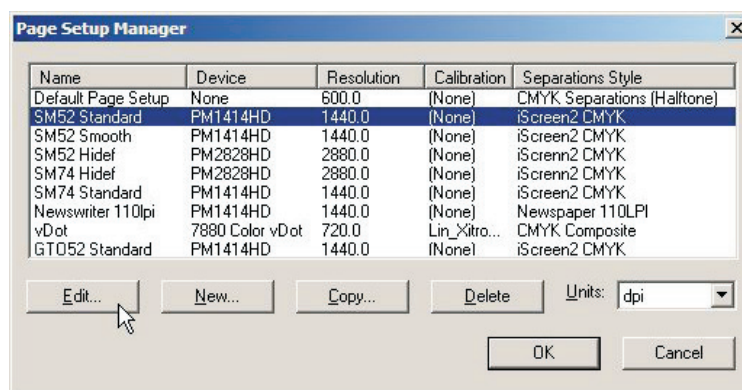 Page Setup Manager
Name Device Resolution Calibration Separations Style
Default Page Setup None 600.0 (None) CMYK Separations (Halftone)
SM52 Standard PM1414HD 1440.0 (None) iScreen2 CMYK
SM52 Smooth PM1414HD 1440.0 (None) iScreen2 CMYK
SM52 Hidef PM2828HD 2880.0 (None) iScrenn2 CMYK
SM74 Hidef PM2828HD 2880.0 (None) iScreen2 CMYK
SM74 Standard PM1414HD 1440.0 (None) iScreen2 CMYK
Newswriter 110lpi PM1414HD 1440.0 (None) Newspaper 110LPI
vDot 7880 Color vDot 720.0 Lin_Xitro... CMYK Composite
GTO52 Standard PM1414HD 1440.0 (None) iScreen2 CMYK
Edit... New... Copy... Delete Units: dpi
OK Cancel